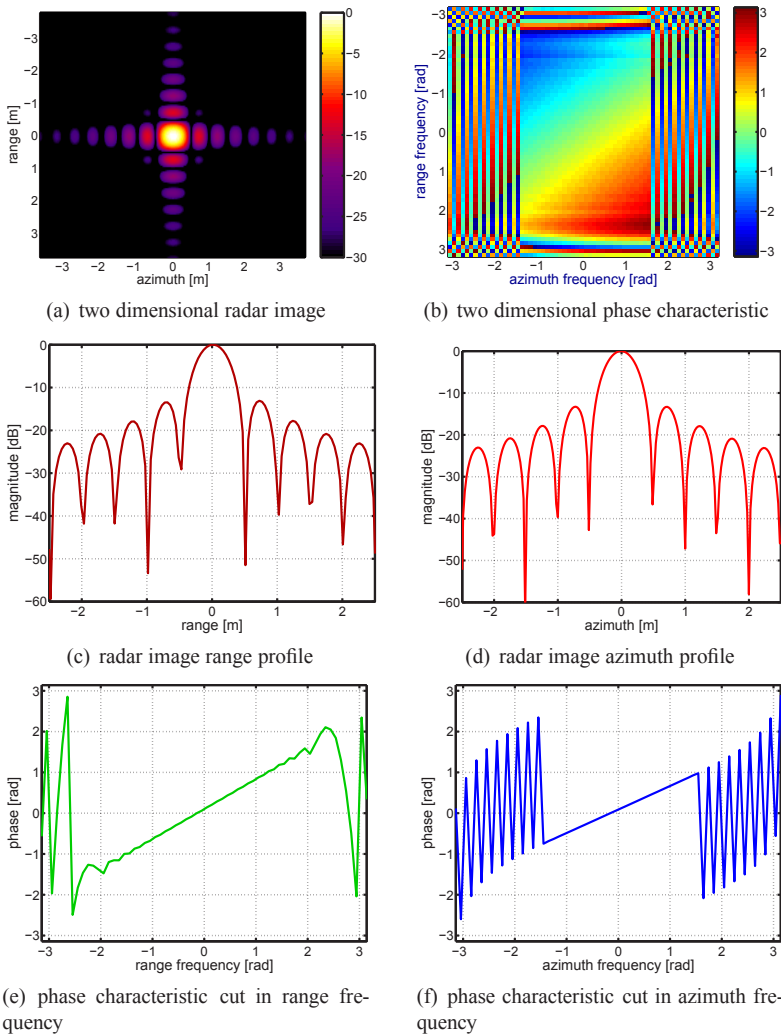 −3
−2
−1
0
1
2
3
range [m]
−3 −2 −1 0 1 2 3
azimuth [m]
0
−5
−10
−15
−20
−25
−30
(a) two dimensional radar image
−3
−2
−1
0
1
2
3
range frequency [rad]
−3 −2 −1 0 1 2 3
azimuth frequency [rad]
3
2
1
0
−1
−2
−3
(b) two dimensional phase characteristic
0
−10
−20
−30
−40
−50
−60
magnitude [dB]
−2 −1 0 1 2
range [m]
(c) radar image range profile
0
−10
−20
−30
−40
−50
−60
magnitude [dB]
−2 −1 0 1 2
azimuth [m]
(d) radar image azimuth profile
3
2
1
0
−1
−2
−3
phase [rad]
−3 −2 −1 0 1 2 3
range frequency [rad]
(e) phase characteristic cut in range fre-
quency
3
2
1
0
−1
−2
−3
phase [rad]
−3 −2 −1 0 1 2 3
azimuth frequency [rad]
(f) phase characteristic cut in azimuth fre-
quency